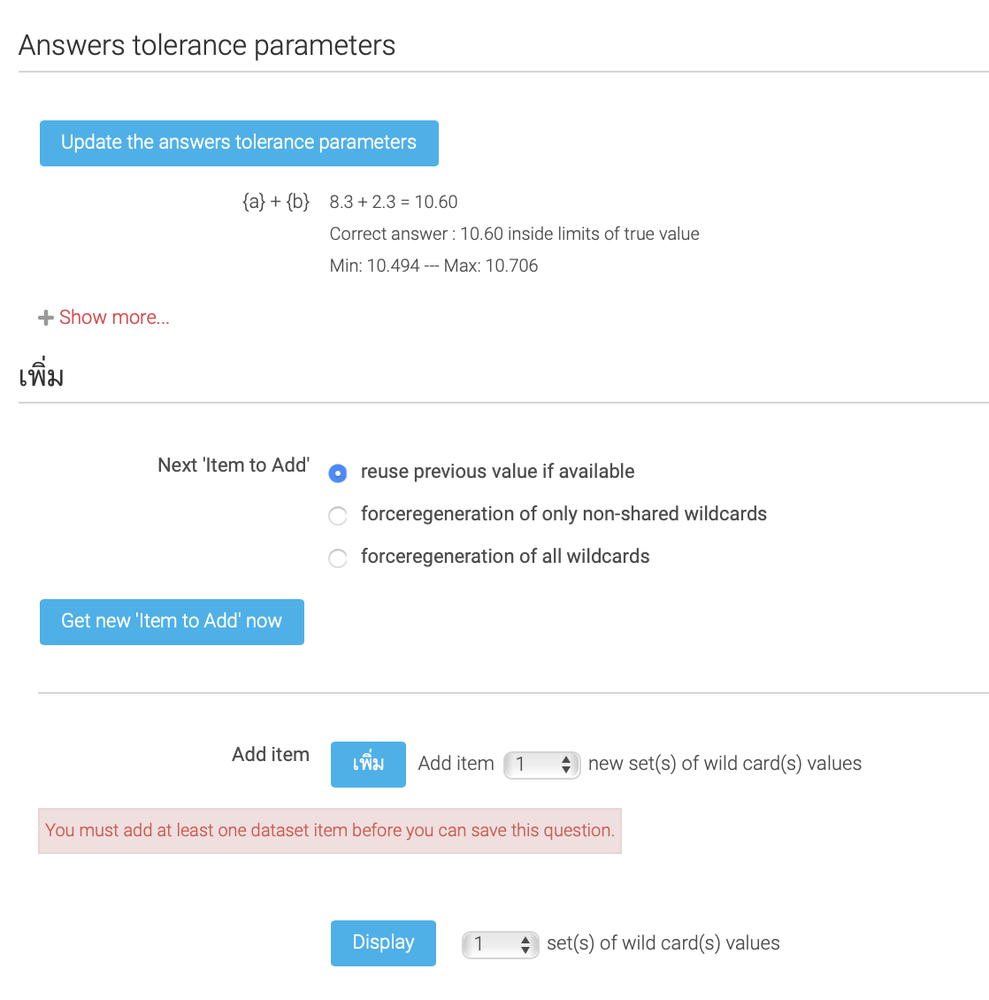 Answers tolerance parameters
Update the answers tolerance parameters
{a} + {b} 8.3 + 2.3 = 10.60
Correct answer : 10.60 inside limits of true value
Min: 10.494 --- Max: 10.706
Show more...
เพิ่ม
Next 'Item to Add' reuse previous value if available
forceregeneration of only non-shared wildcards
forceregeneration of all wildcards
Get new 'Item to Add' now
Add item เพิ่ม Add item 1 new set(s) of wild card(s) values
You must add at least one dataset item before you can save this question.
Display 1 set(s) of wild card(s) values